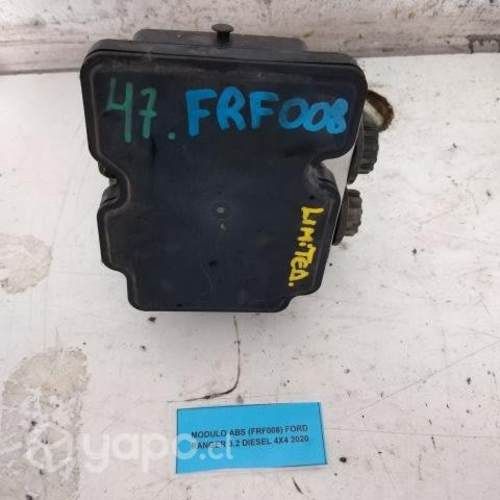 47. FRF008
LIMITED.
MODULO ABS (FRF008) FORD
RANGER 3.2 DIESEL 4X4 2020
yapo.cl